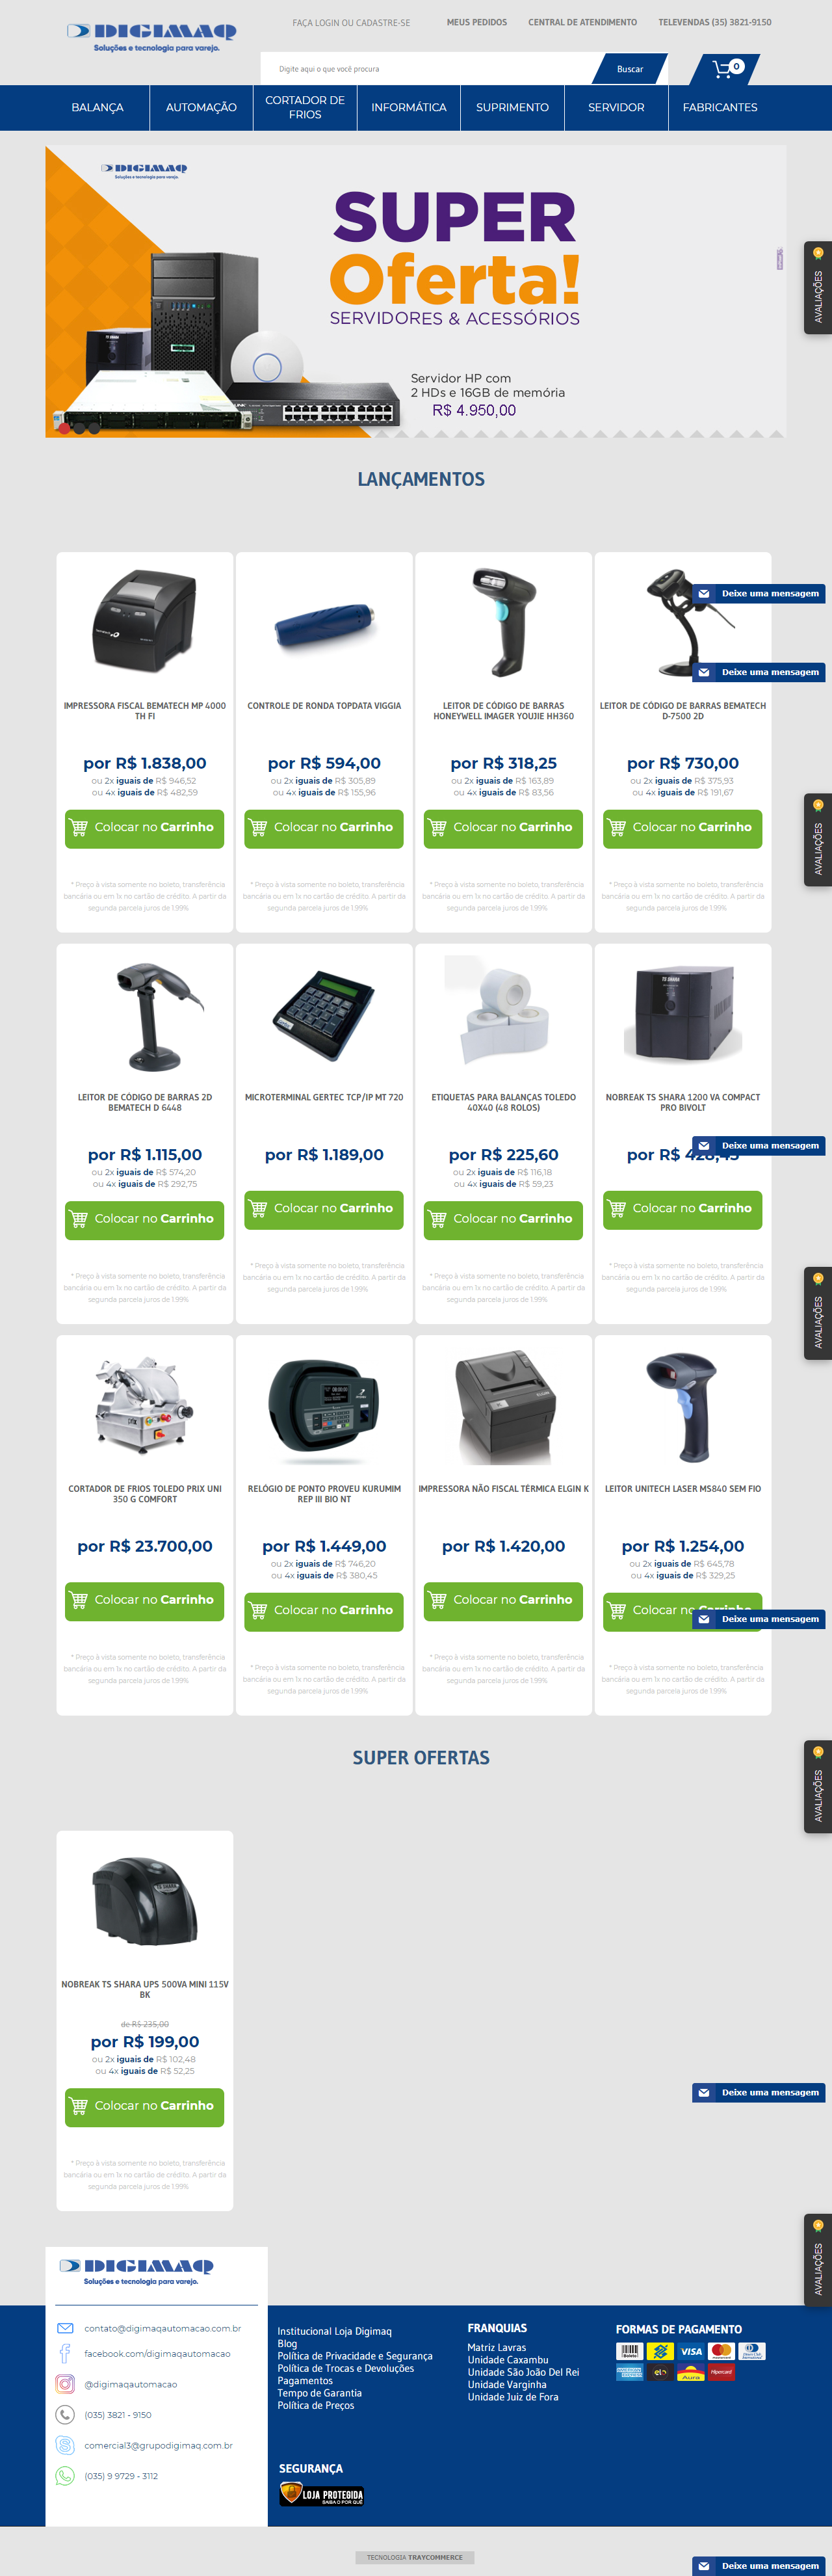 DIGIMAQ
Soluções e tecnologia para varejo.
FAÇA LOGIN OU CADASTRE-SE
MEUS PEDIDOS
CENTRAL DE ATENDIMENTO
TELEVENDAS (35) 3821-9150
Digite aqui o que você procura
Buscar
0
BALANÇA
AUTOMAÇÃO
CORTADOR DE
FRIOS
INFORMÁTICA
SUPRIMENTO
SERVIDOR
FABRICANTES
DIGIMAQ
Soluções e tecnologia para varejo.
SUPER
Oferta!
SERVIDORES & ACESSÓRIOS
Servidor HP com
2 HDs e 16GB de memória
R$ 4.950,00
AVALIAÇÕES
LANÇAMENTOS
Deixe uma mensagem
Deixe uma mensagem
IMPRESSORA FISCAL BEMATECH MP 4000
TH FI
por R$ 1.838,00
ou 2x iguais de R$ 946,52
ou 4x iguais de R$ 482,59
Colocar no Carrinho
* Preço à vista somente no boleto, transferência
bancária ou em 1x no cartão de crédito. A partir da
segunda parcela juros de 1.99%
CONTROLE DE RONDA TOPDATA VIGGIA
por R$ 594,00
ou 2x iguais de R$ 305,89
ou 4x iguais de R$ 155,96
Colocar no Carrinho
* Preço à vista somente no boleto, transferência
bancária ou em 1x no cartão de crédito. A partir da
segunda parcela juros de 1.99%
LEITOR DE CÓDIGO DE BARRAS
HONEYWELL IMAGER YOUJIE HH360
por R$ 318,25
ou 2x iguais de R$ 163,89
ou 4x iguais de R$ 83,56
Colocar no Carrinho
* Preço à vista somente no boleto, transferência
bancária ou em 1x no cartão de crédito. A partir da
segunda parcela juros de 1.99%
LEITOR DE CÓDIGO DE BARRAS BEMATECH
D-7500 2D
por R$ 730,00
ou 2x iguais de R$ 375,93
ou 4x iguais de R$ 191,67
Colocar no Carrinho
* Preço à vista somente no boleto, transferência
bancária ou em 1x no cartão de crédito. A partir da
segunda parcela juros de 1.99%
AVALIAÇÕES
LEITOR DE CÓDIGO DE BARRAS 2D
BEMATECH D 6448
por R$ 1.115,00
ou 2x iguais de R$ 574,20
ou 4x iguais de R$ 292,75
Colocar no Carrinho
* Preço à vista somente no boleto, transferência
bancária ou em 1x no cartão de crédito. A partir da
segunda parcela juros de 1.99%
MICROTERMINAL GERTEC TCP/IP MT 720
por R$ 1.189,00
Colocar no Carrinho
* Preço à vista somente no boleto, transferência
bancária ou em 1x no cartão de crédito. A partir da
segunda parcela juros de 1.99%
ETIQUETAS PARA BALANÇAS TOLEDO
40X40 (48 ROLOS)
por R$ 225,60
ou 2x iguais de R$ 116,18
ou 4x iguais de R$ 59,23
Colocar no Carrinho
* Preço à vista somente no boleto, transferência
bancária ou em 1x no cartão de crédito. A partir da
segunda parcela juros de 1.99%
TS SHARA
NOBREAK TS SHARA 1200 VA COMPACT
PRO BIVOLT
Deixe uma mensagem
por R$
Colocar no Carrinho
* Preço à vista somente no boleto, transferência
bancária ou em 1x no cartão de crédito. A partir da
segunda parcela juros de 1.99%
AVALIAÇÕES
CORTADOR DE FRIOS TOLEDO PRIX UNI
350 G COMFORT
por R$ 23.700,00
Colocar no Carrinho
* Preço à vista somente no boleto, transferência
bancária ou em 1x no cartão de crédito. A partir da
segunda parcela juros de 1.99%
RELÓGIO DE PONTO PROVEU KURUMIM
REP III BIO NT
por R$ 1.449,00
ou 2x iguais de R$ 746,20
ou 4x iguais de R$ 380,45
Colocar no Carrinho
* Preço à vista somente no boleto, transferência
bancária ou em 1x no cartão de crédito. A partir da
segunda parcela juros de 1.99%
IMPRESSORA NÃO FISCAL TÉRMICA ELGIN K
por R$ 1.420,00
Colocar no Carrinho
* Preço à vista somente no boleto, transferência
bancária ou em 1x no cartão de crédito. A partir da
segunda parcela juros de 1.99%
LEITOR UNITECH LASER MS840 SEM FIO
por R$ 1.254,00
ou 2x iguais de R$ 645,78
ou 4x iguais de R$ 329,25
Colocar no
Deixe uma mensagem
* Preço à vista somente no boleto, transferência
bancária ou em 1x no cartão de crédito. A partir da
segunda parcela juros de 1.99%
SUPER OFERTAS
AVALIAÇÕES
TS SHARA
NOBREAK TS SHARA UPS 500VA MINI 115V
BK
de R$ 235,00
por R$ 199,00
ou 2x iguais de R$ 102,48
ou 4x iguais de R$ 52,25
Colocar no Carrinho
* Preço à vista somente no boleto, transferência
bancária ou em 1x no cartão de crédito. A partir da
segunda parcela juros de 1.99%
Deixe uma mensagem
AVALIAÇÕES
DIGIMAQ
Soluções e tecnologia para varejo.
contato@digimaqautomacao.com.br
facebook.com/digimaqautomacao
@digimaqautomacao
(035) 3821 - 9150
comercial3@grupodigimaq.com.br
(035) 9 9729 - 3112
Institucional Loja Digimaq
Blog
Política de Privacidade e Segurança
Política de Trocas e Devoluções
Pagamentos
Tempo de Garantia
Política de Preços
FRANQUIAS
Matriz Lavras
Unidade Caxambu
Unidade São João Del Rei
Unidade Varginha
Unidade Juiz de Fora
FORMAS DE PAGAMENTO
Boleto
VISA
elo
Aura
Hipercard
SEGURANÇA
LOJA PROTEGIDA
SAIBA O POR QUÊ
TECNOLOGIA TRAYCOMMERCE
Deixe uma mensagem